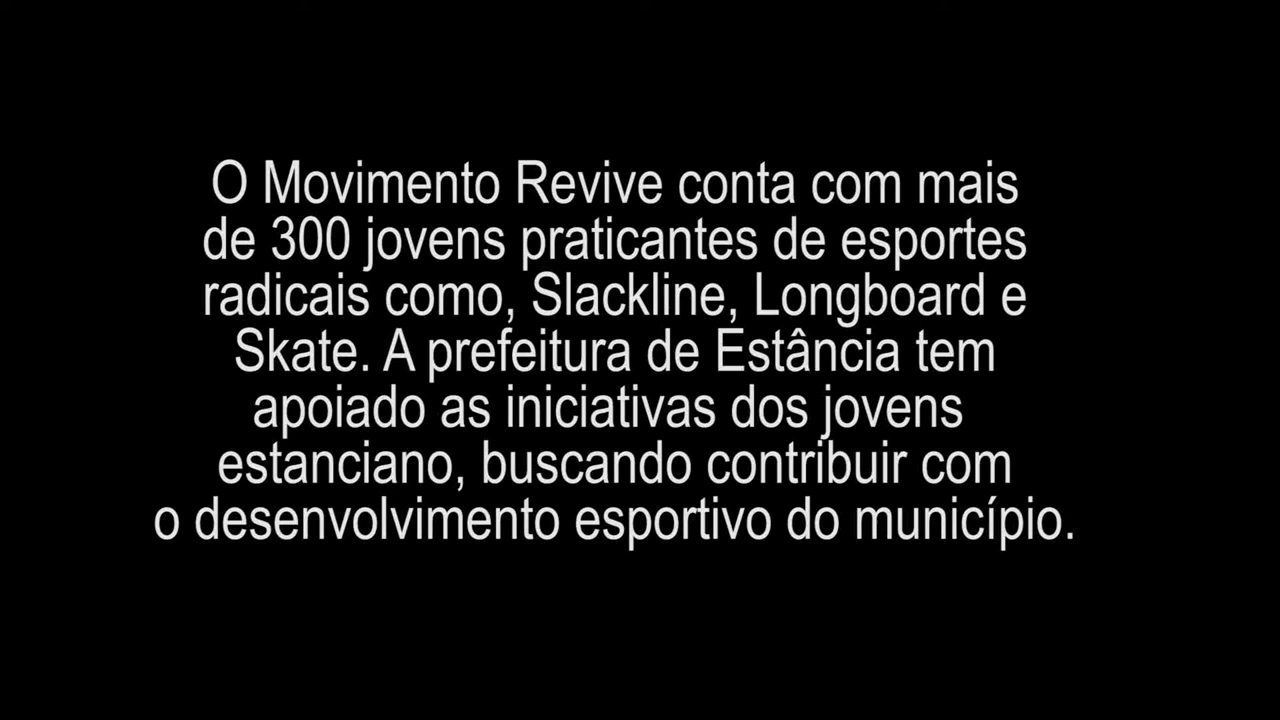 O Movimento Revive conta com mais
de 300 jovens praticantes de esportes
radicais como, Slackline, Longboard e
Skate. A prefeitura de Estância tem
apoiado as iniciativas dos jovens
estanciano, buscando contribuir com
o desenvolvimento esportivo do município.